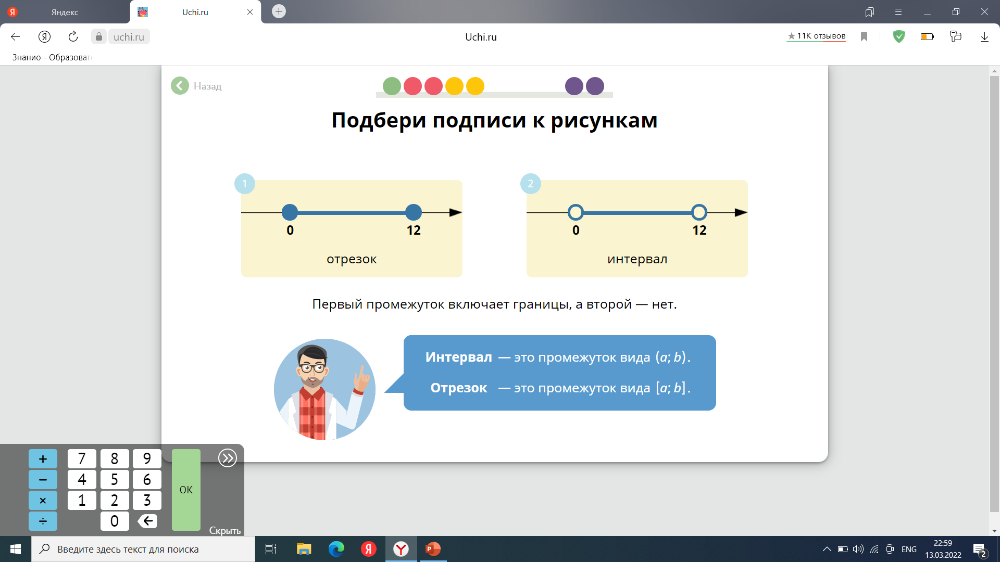 Яндекс
Uchi.ru
uchi.ru
Uchi.ru
11К отзывов
Знанио - Образоват
Назад
Подбери подписи к рисункам
1
0
12
отрезок
2
0
12
интервал
Первый промежуток включает границы, а второй — нет.
Интервал — это промежуток вида (a; b).
Отрезок — это промежуток вида [a; b].
+ 7 8 9
− 4 5 6
× 1 2 3
÷ 0
OK
Скрыть
Введите здесь текст для поиска
ENG
22:59
13.03.2022
2